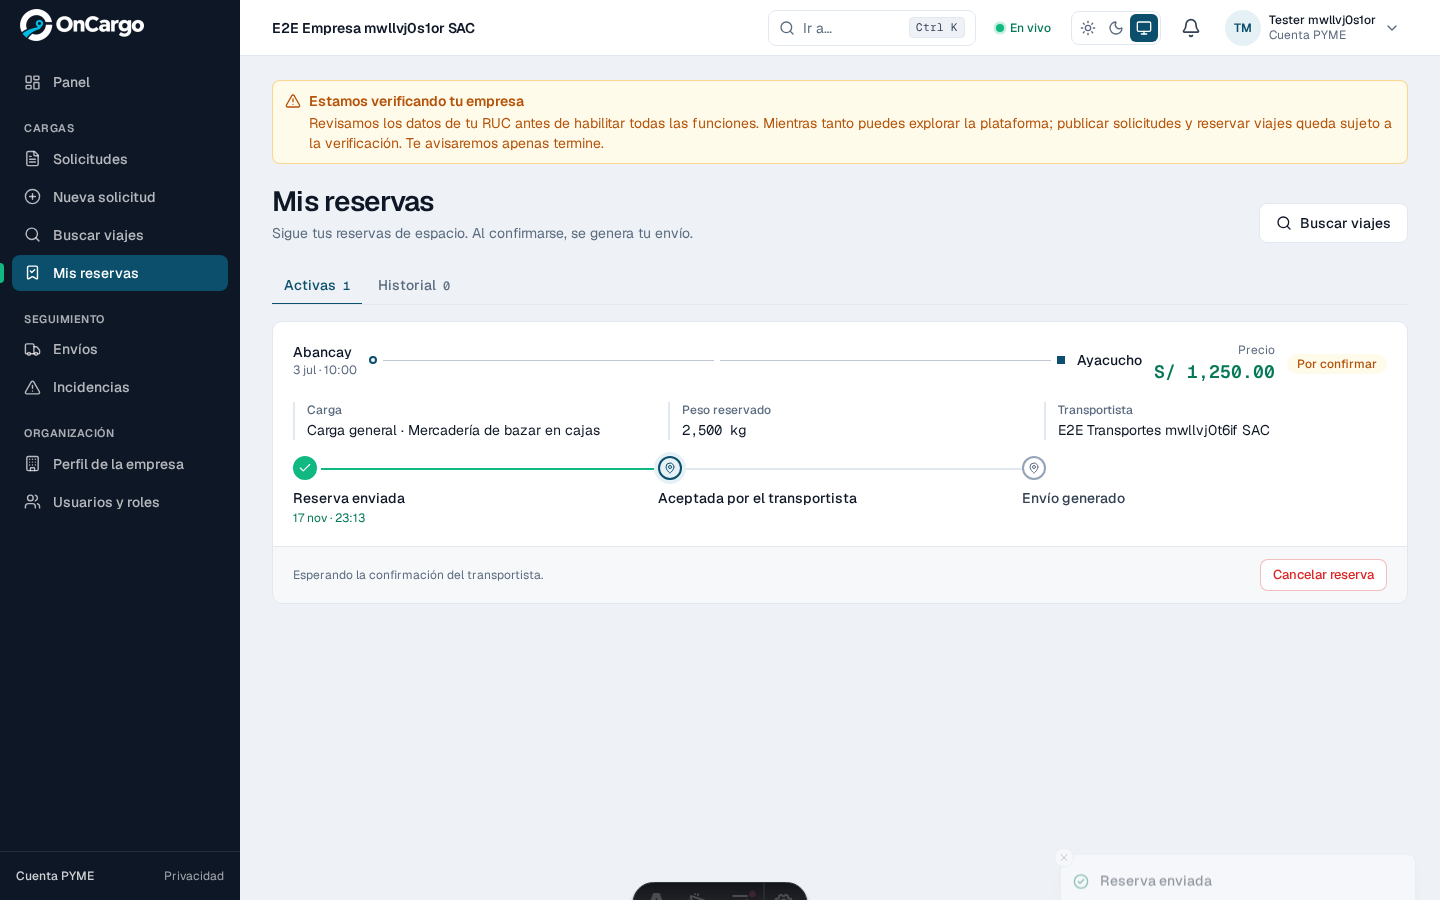 OnCargo
E2E Empresa mwllvj0s1or SAC
Ir a...
Ctrl K
En vivo
TM
Tester mwllvj0s1or
Cuenta PYME
Panel
CARGAS
Solicitudes
Nueva solicitud
Buscar viajes
Mis reservas
SEGUIMIENTO
Envíos
Incidencias
ORGANIZACIÓN
Perfil de la empresa
Usuarios y roles
Cuenta PYME
Privacidad
Estamos verificando tu empresa
Revisamos los datos de tu RUC antes de habilitar todas las funciones. Mientras tanto puedes explorar la plataforma; publicar solicitudes y reservar viajes queda sujeto a
la verificación. Te avisaremos apenas termine.
Mis reservas
Sigue tus reservas de espacio. Al confirmarse, se genera tu envío.
Buscar viajes
Activas 1
Historial 0
Abancay
3 jul · 10:00
Ayacucho
Precio
S/ 1,250.00
Por confirmar
Carga
Carga general · Mercadería de bazar en cajas
Peso reservado
2,500 kg
Transportista
E2E Transportes mwllvj0t6if SAC
Reserva enviada
17 nov · 23:13
Aceptada por el transportista
Envío generado
Esperando la confirmación del transportista.
Cancelar reserva
Reserva enviada